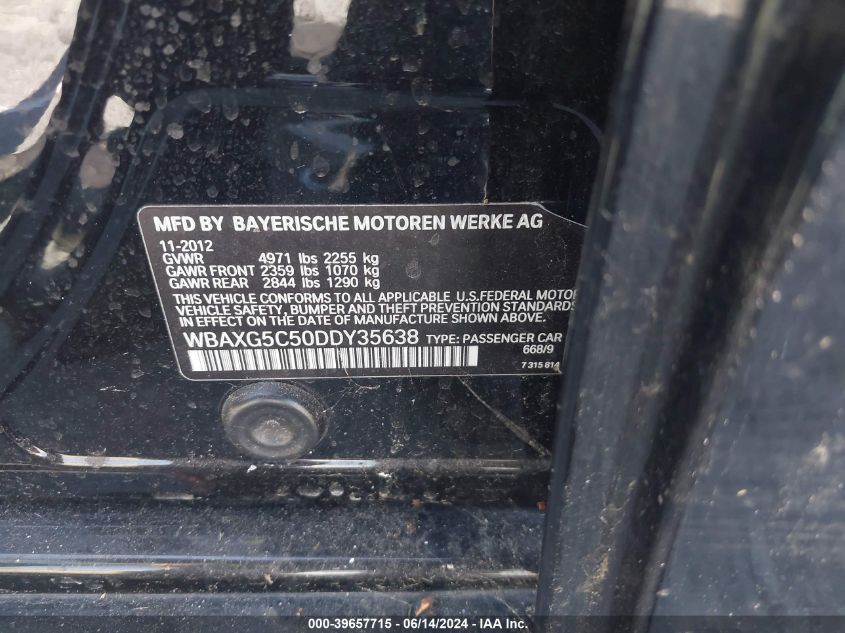 MFD BY BAYERISCHE MOTOREN WERKE AG
11-2012
GVWR 4971 lbs 2255 kg
GAWR FRONT 2359 lbs 1070 kg
GAWR REAR 2844 lbs 1290 kg
THIS VEHICLE CONFORMS TO ALL APPLICABLE U.S.FEDERAL MOTOR
VEHICLE SAFETY, BUMPER AND THEFT PREVENTION STANDARDS
IN EFFECT ON THE DATE OF MANUFACTURE SHOWN ABOVE.
WBAXG5C50DDY35638 TYPE: PASSENGER CAR
668/9
7 315 814
000-39657715 - 06/14/2024 - IAA Inc.